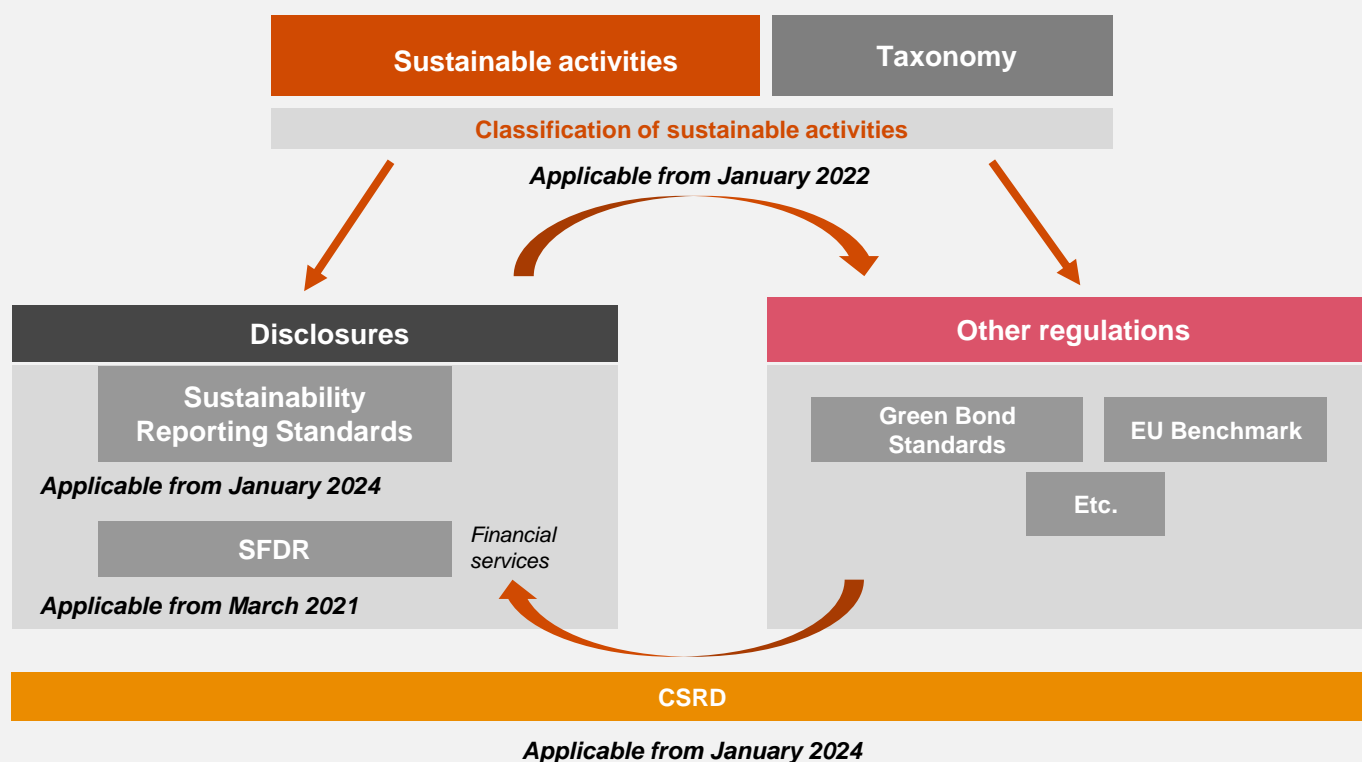 Sustainable activities
Taxonomy
Classification of sustainable activities
Applicable from January 2022
Disclosures
Sustainability
Reporting Standards
Applicable from January 2024
SFDR
Financial
services
Applicable from March 2021
Other regulations
Green Bond
Standards
EU Benchmark
Etc.
CSRD
Applicable from January 2024